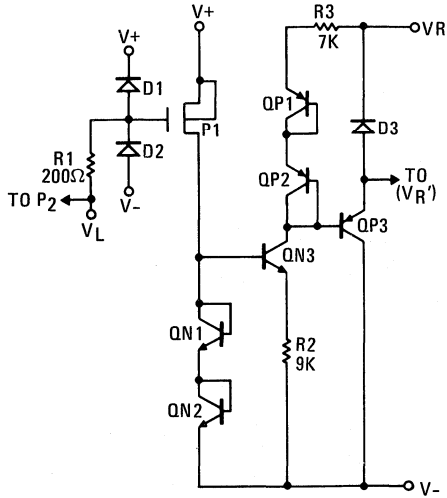 V+
R3
7K
VR
V+
D1
QP1
D3
P1
R1
200Ω
D2
QP2
TO P2
V-
TO
(VR')
VL
QN3
QP3
QN1
R2
9K
QN2
V-